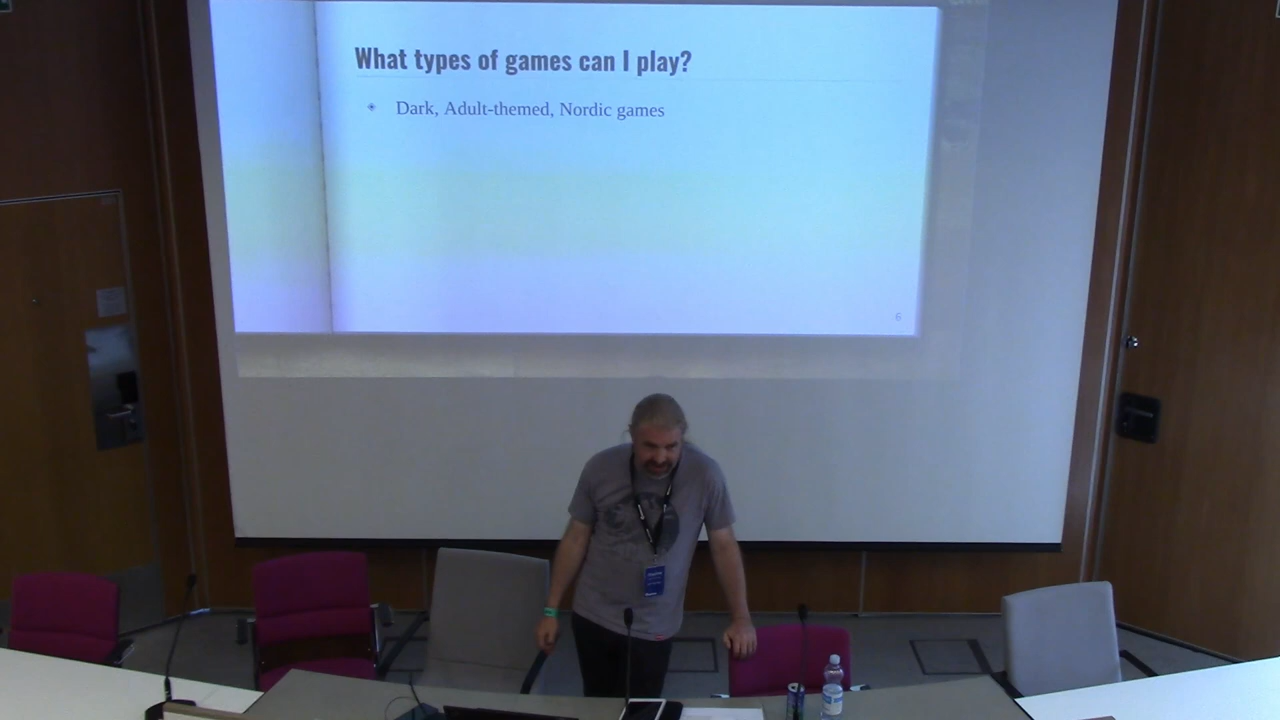 What types of games can I play?
Dark, Adult-themed, Nordic games
6